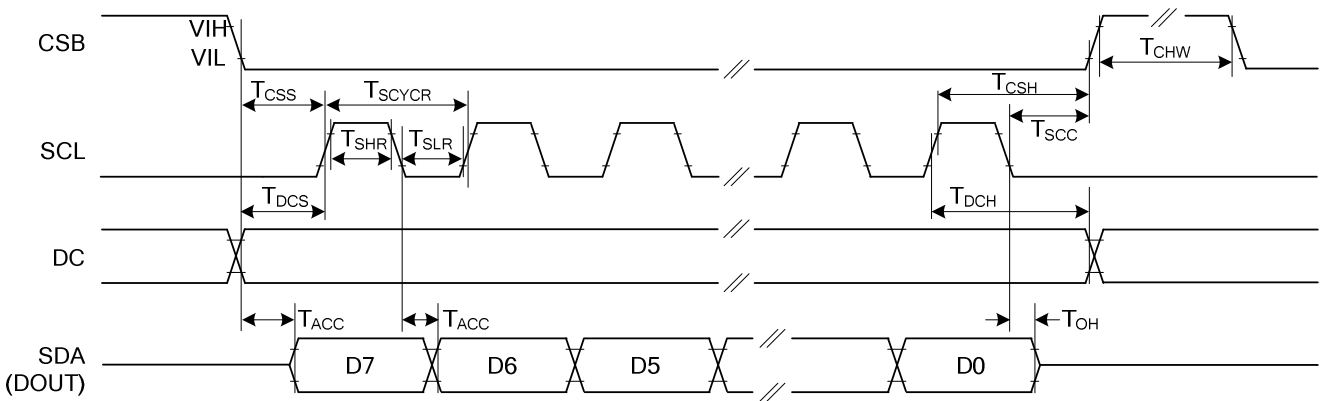 CSB
VIH
VIL
TCHW
TCSS
TSCYCR
TCSH
SCL
TSHR
TSLR
TSCC
TDCS
TDCH
DC
TACC
TACC
TOH
SDA
(DOUT)
D7
D6
D5
D0